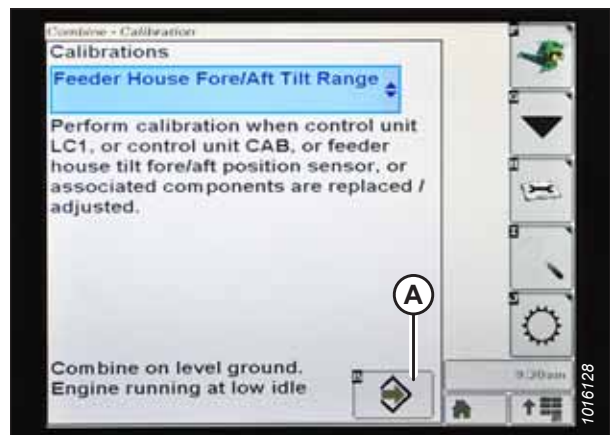 Combine - Calibration
Calibrations
Feeder House Fore/Aft Tilt Range
Perform calibration when control unit
LC1, or control unit CAB, or feeder
house tilt fore/aft position sensor, or
associated components are replaced /
adjusted.
A
Combine on level ground.
Engine running at low idle
9:20am
1016128